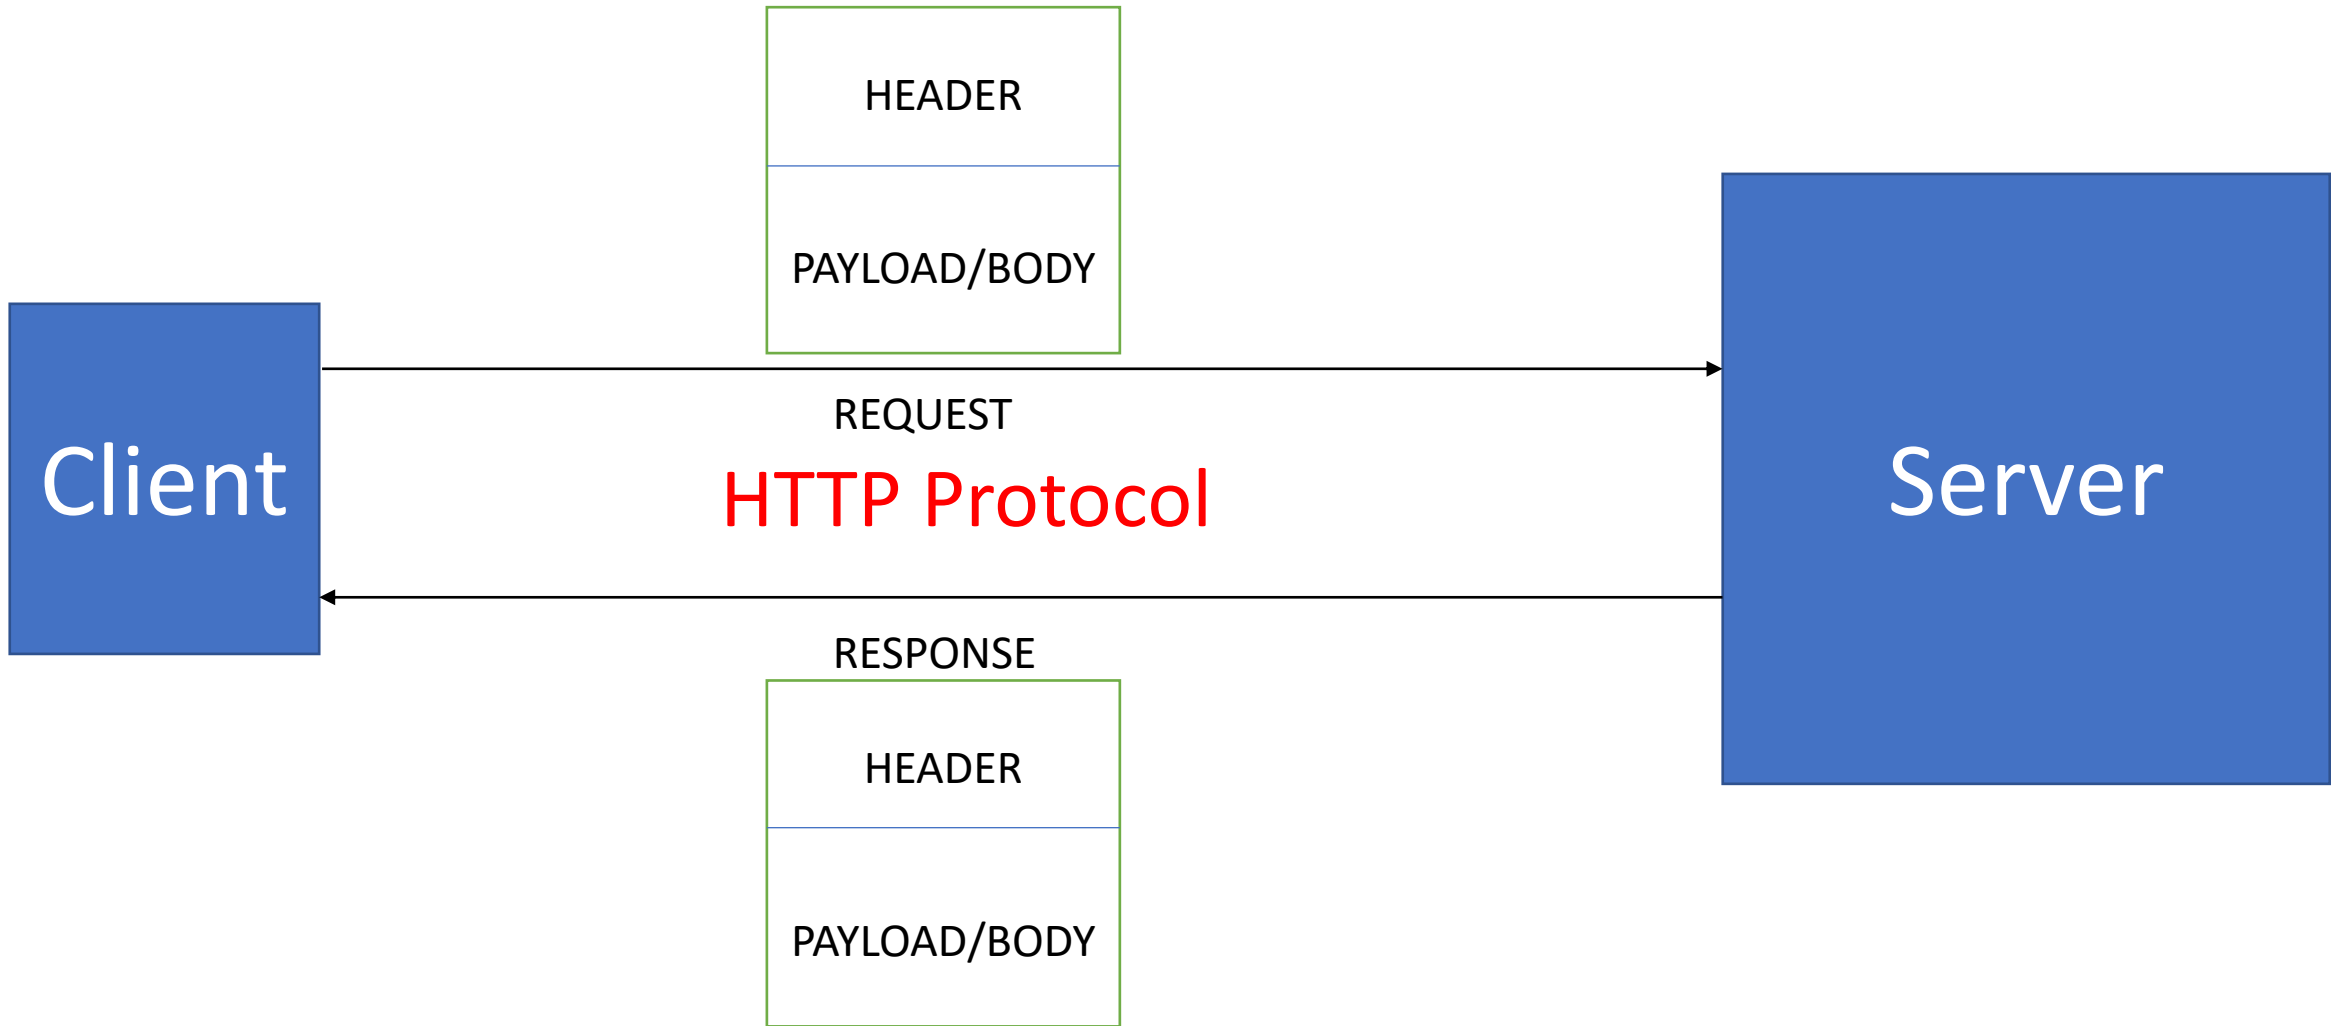 HEADER
PAYLOAD/BODY
REQUEST
Client
HTTP Protocol
Server
RESPONSE
HEADER
PAYLOAD/BODY